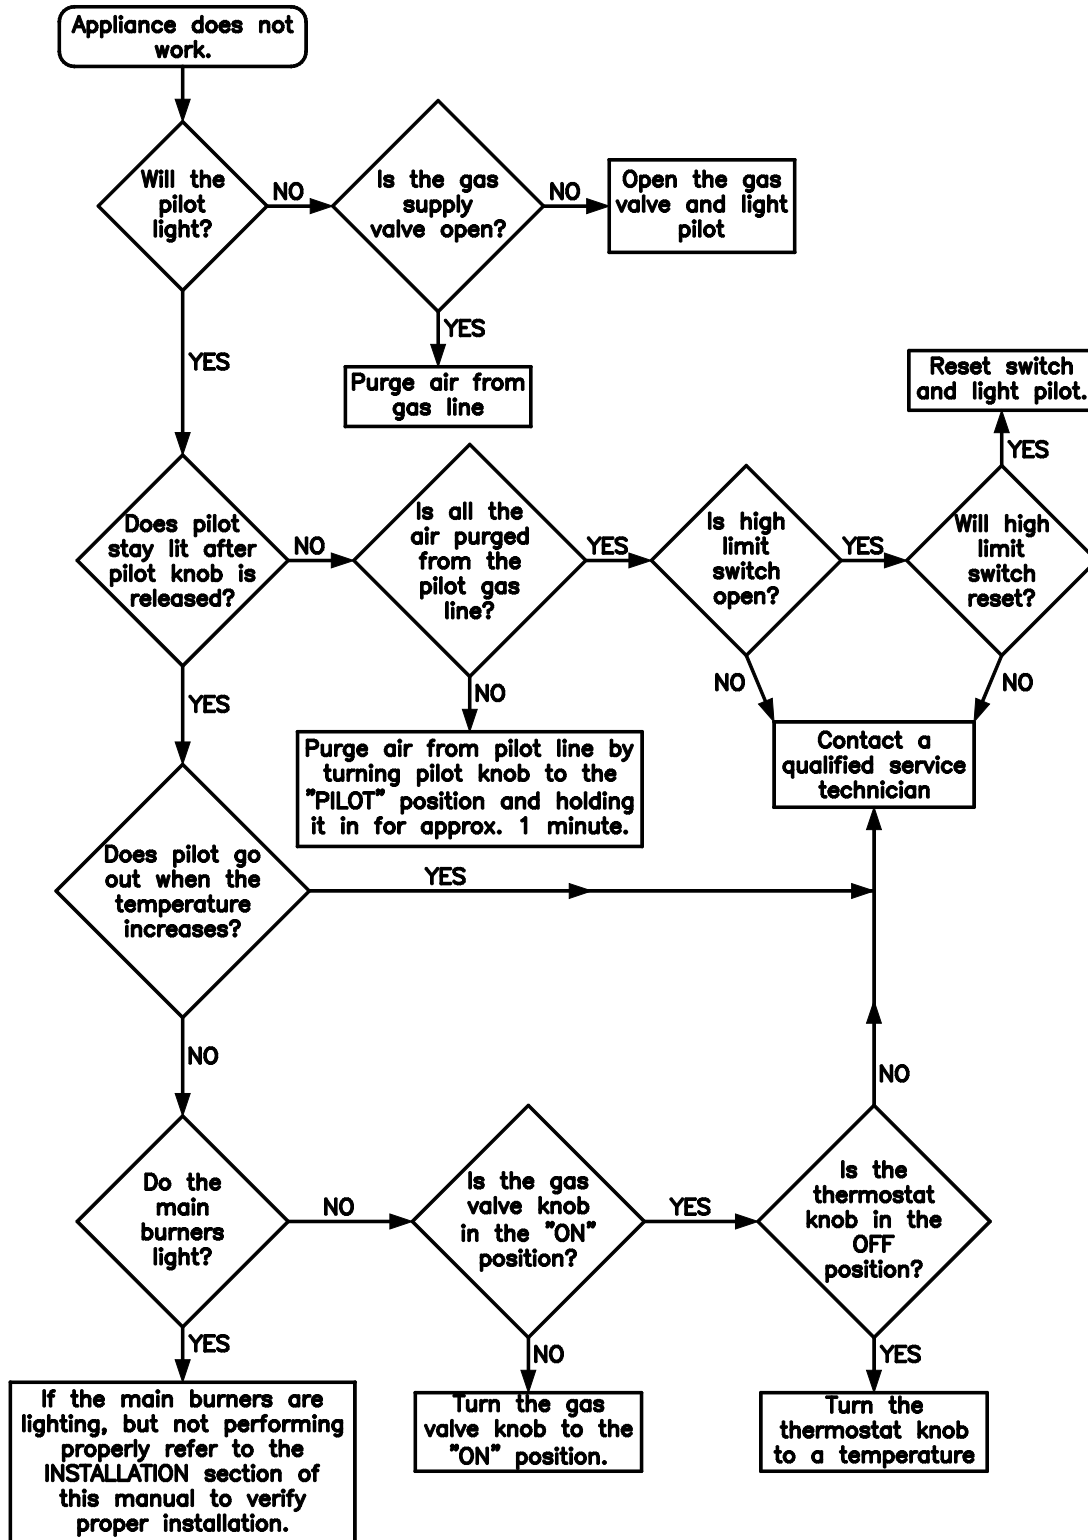 Appliance does not
work.
Will the
pilot
light?
NO
Is the gas
supply
valve open?
NO
Open the gas
valve and light
pilot
YES
Purge air from
gas line
YES
Does pilot
stay lit after
pilot knob is
released?
NO
Is all the
air purged
from the
pilot gas
line?
YES
Is high
limit
switch
open?
YES
Will high
limit
switch
reset?
YES
Reset switch
and light pilot.
NO
NO
Contact a
qualified service
technician
NO
Purge air from pilot line by
turning pilot knob to the
"PILOT" position and holding
it in for approx. 1 minute.
YES
Does pilot go
out when the
temperature
increases?
YES
NO
Do the
main
burners
light?
NO
Is the gas
valve knob
in the "ON"
position?
YES
Is the
thermostat
knob in the
OFF
position?
NO
YES
If the main burners are
lighting, but not performing
properly refer to the
INSTALLATION section of
this manual to verify
proper installation.
NO
Turn the gas
valve knob to the
"ON" position.
YES
Turn the
thermostat knob
to a temperature